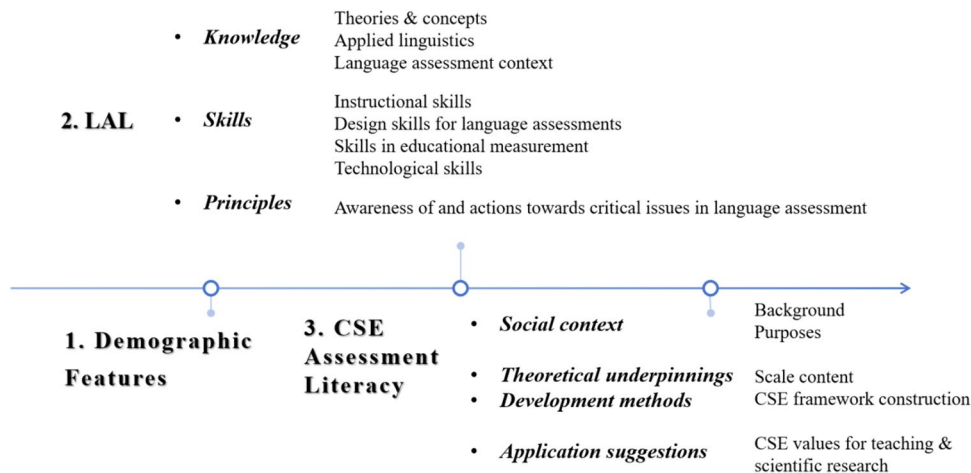 Theories & concepts
• Knowledge
Applied linguistics
Language assessment context
Instructional skills
2. LAL
• Skills
Design skills for language assessments
Skills in educational measurement
Technological skills
• Principles
Awareness of and actions towards critical issues in language assessment
1. Demographic
Features
3. CSE
Assessment
Literacy
• Social context
Background
Purposes
• Theoretical underpinnings
Scale content
• Development methods
CSE framework construction
• Application suggestions
CSE values for teaching &
scientific research